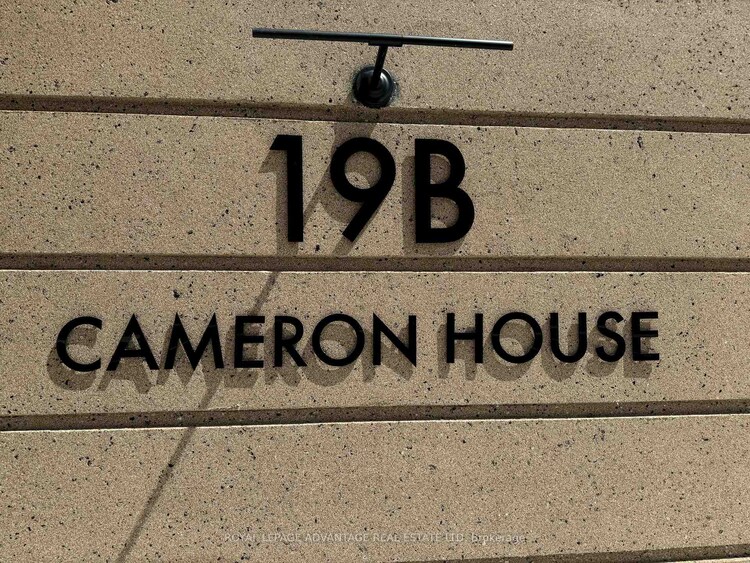 19B
CAMERON HOUSE
ROYAL LEPAGE ADVANTAGE REAL ESTATE LTD, brokerage